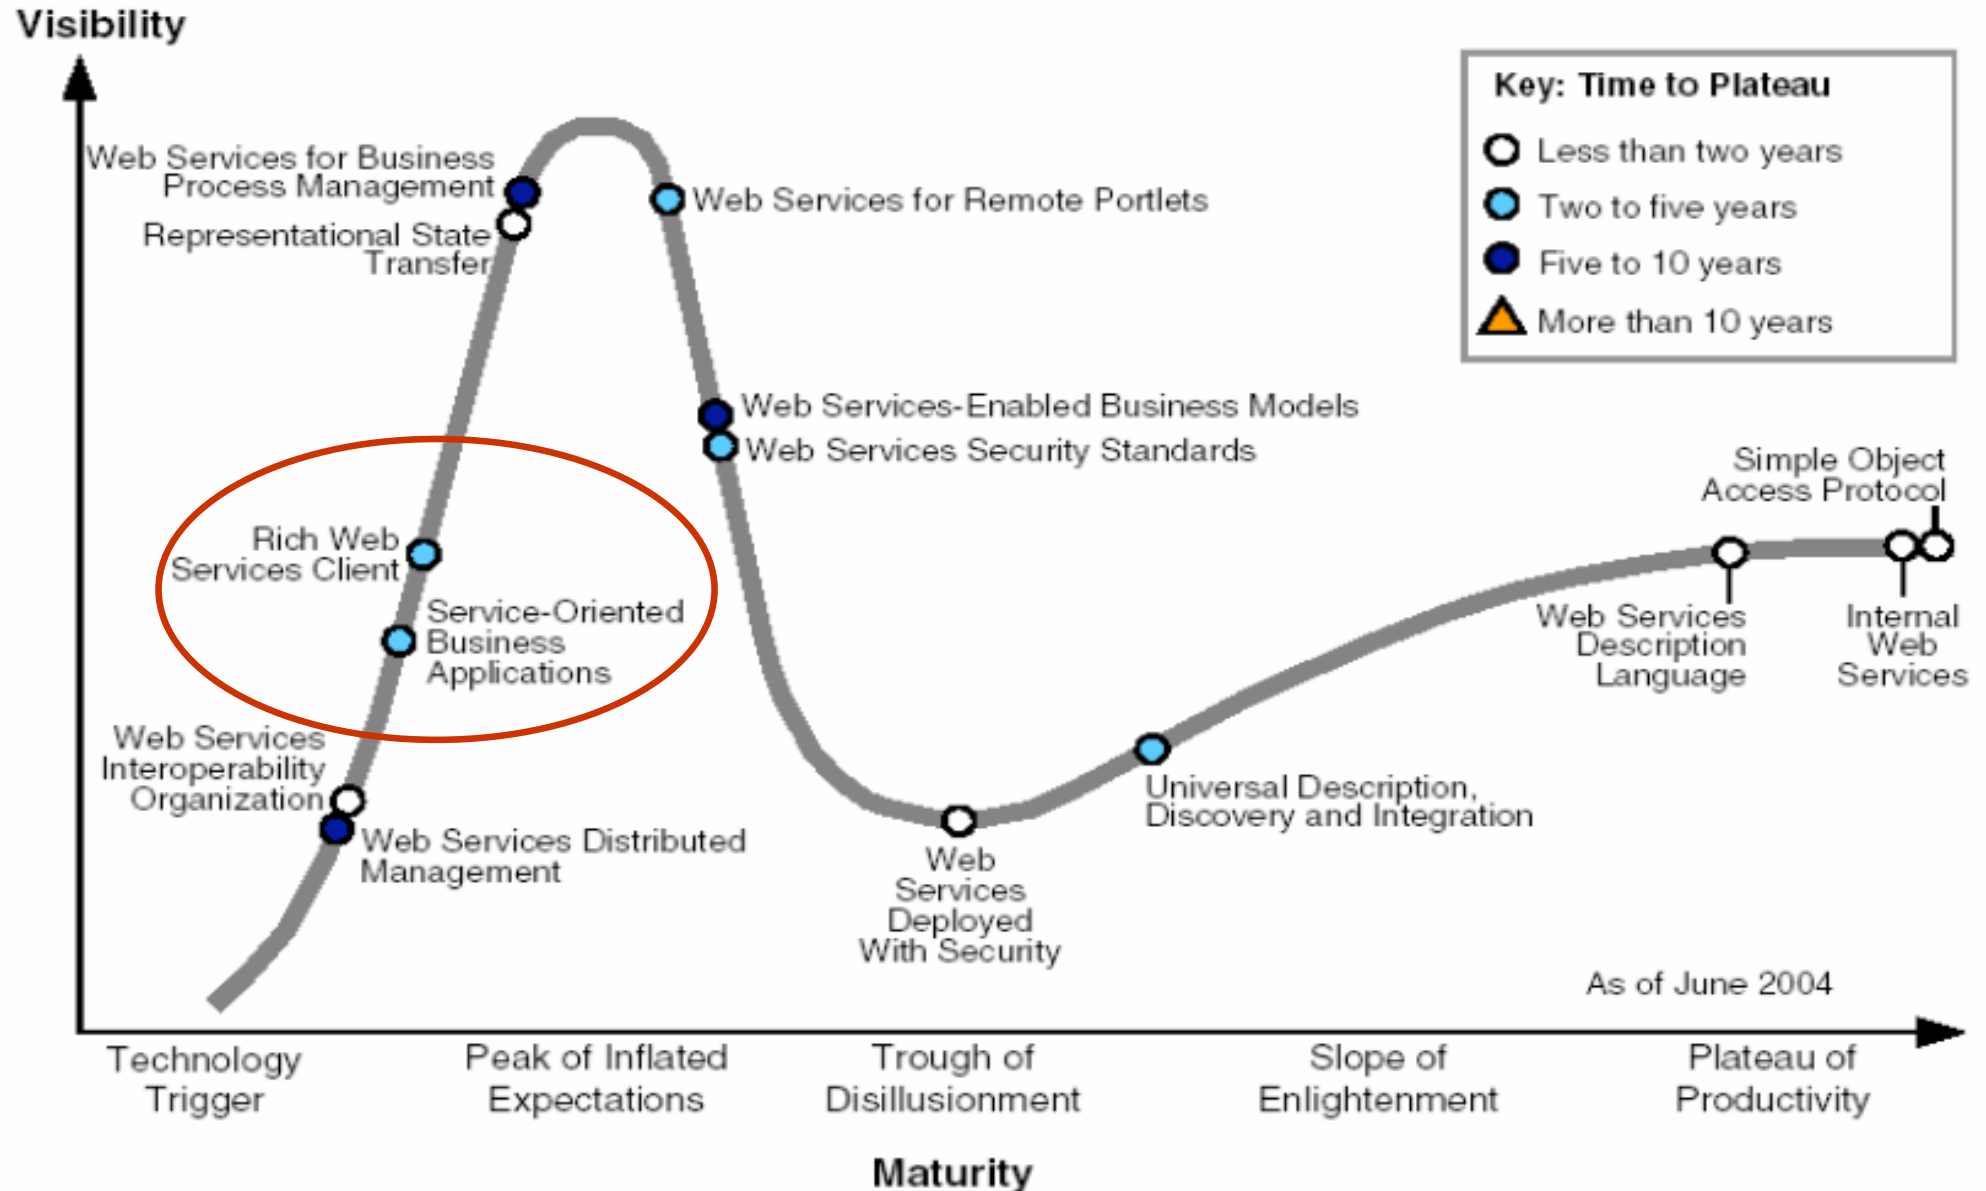 Visibility
Key: Time to Plateau
Less than two years
Two to five years
Five to 10 years
More than 10 years
Web Services for Business
Process Management
Representational State
Transfer
Web Services for Remote Portlets
Web Services-Enabled Business Models
Web Services Security Standards
Rich Web
Services Client
Service-Oriented
Business
Applications
Web Services
Interoperability
Organization
Web Services Distributed
Management
Web
Services
Deployed
With Security
Universal Description,
Discovery and Integration
Simple Object
Access Protocol
Web Services
Description
Language
Internal
Web
Services
As of June 2004
Technology
Trigger
Peak of Inflated
Expectations
Trough of
Disillusionment
Slope of
Enlightenment
Plateau of
Productivity
Maturity